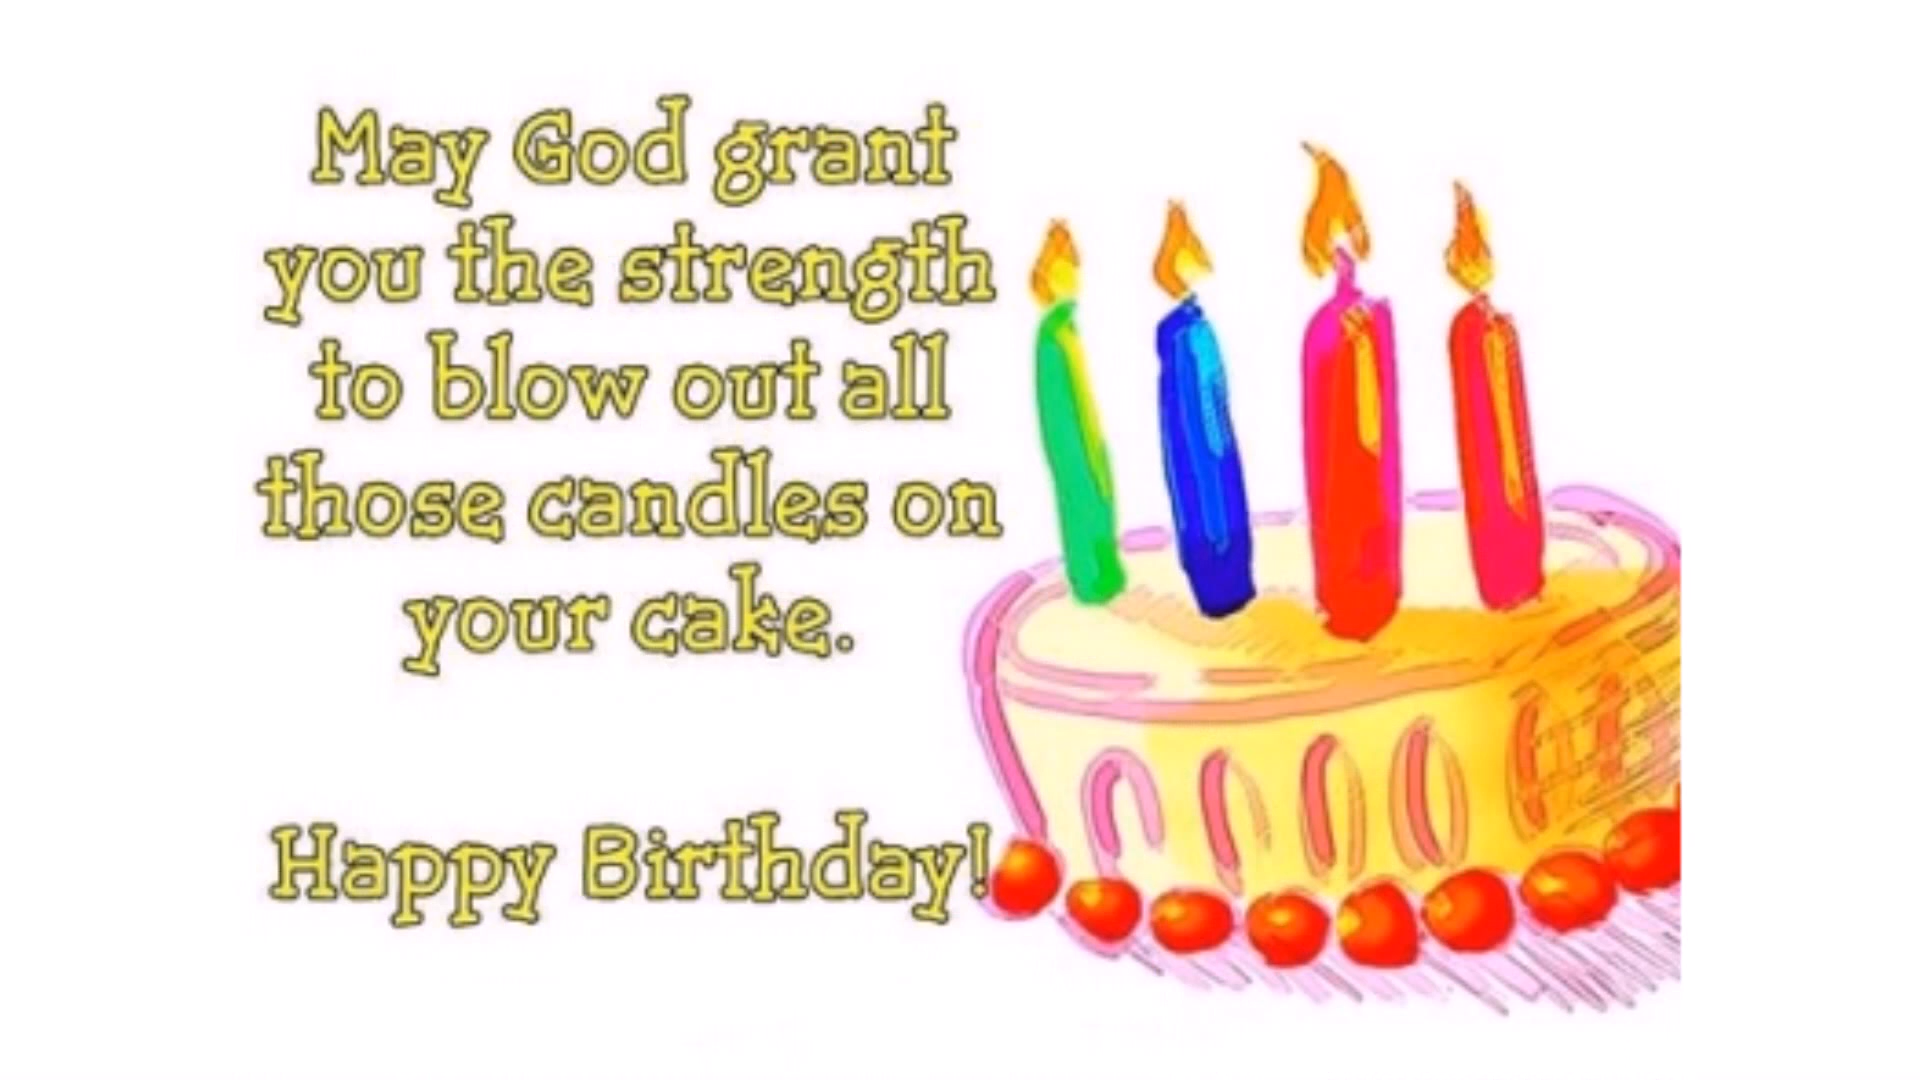 May God grant
you the strength
to blow out all
those candles on
your cake.
Happy Birthday!